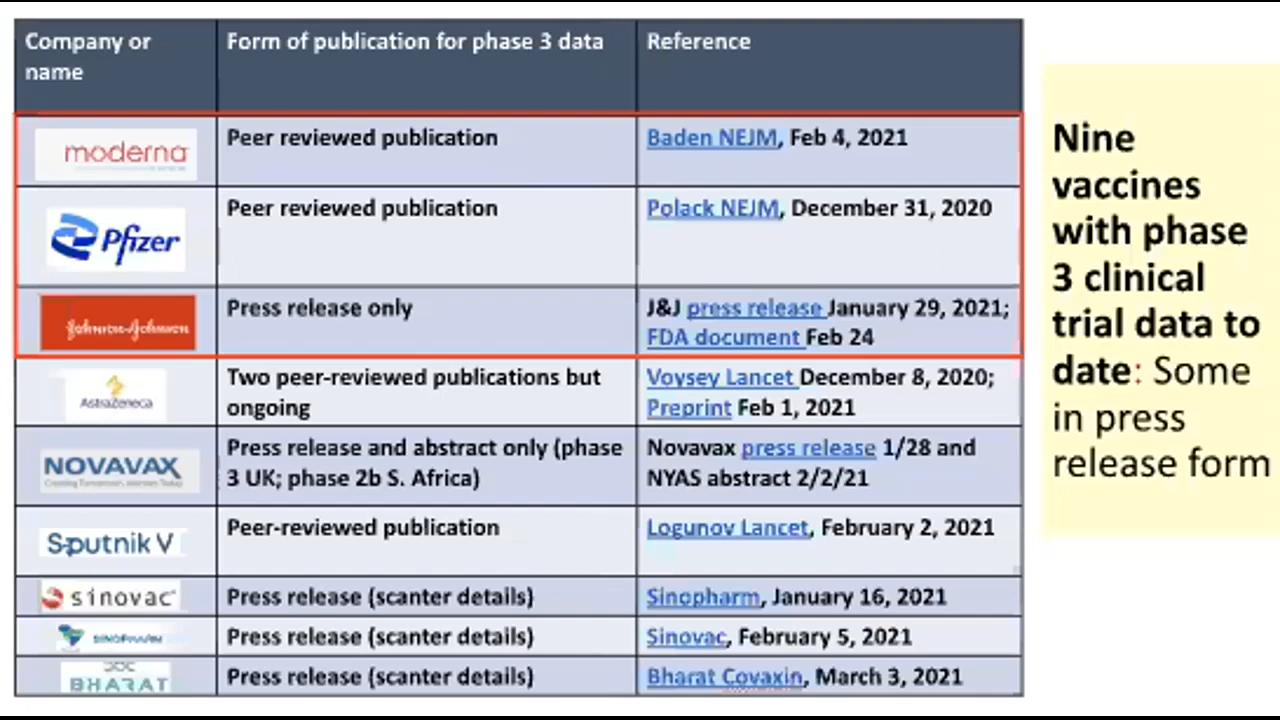 Company or
name
Form of publication for phase 3 data
Reference
moderna
Peer reviewed publication
Baden NEJM, Feb 4, 2021
Pfizer
Peer reviewed publication
Polack NEJM, December 31, 2020
Johnson & Johnson
Press release only
J&J press release January 29, 2021;
FDA document Feb 24
AstraZeneca
Two peer-reviewed publications but
ongoing
Voysey Lancet December 8, 2020;
Preprint Feb 1, 2021
NOVAVAX
Creating Tomorrow's Vaccines Today
Press release and abstract only (phase
3 UK; phase 2b S. Africa)
Novavax press release 1/28 and
NYAS abstract 2/2/21
Sputnik V
Peer-reviewed publication
Logunov Lancet, February 2, 2021
sinovac
Press release (scanter details)
Sinopharm, January 16, 2021
SINOPHARM
Press release (scanter details)
Sinovac, February 5, 2021
BHARAT
Press release (scanter details)
Bharat Covaxin, March 3, 2021
Nine
vaccines
with phase
3 clinical
trial data to
date: Some
in press
release form